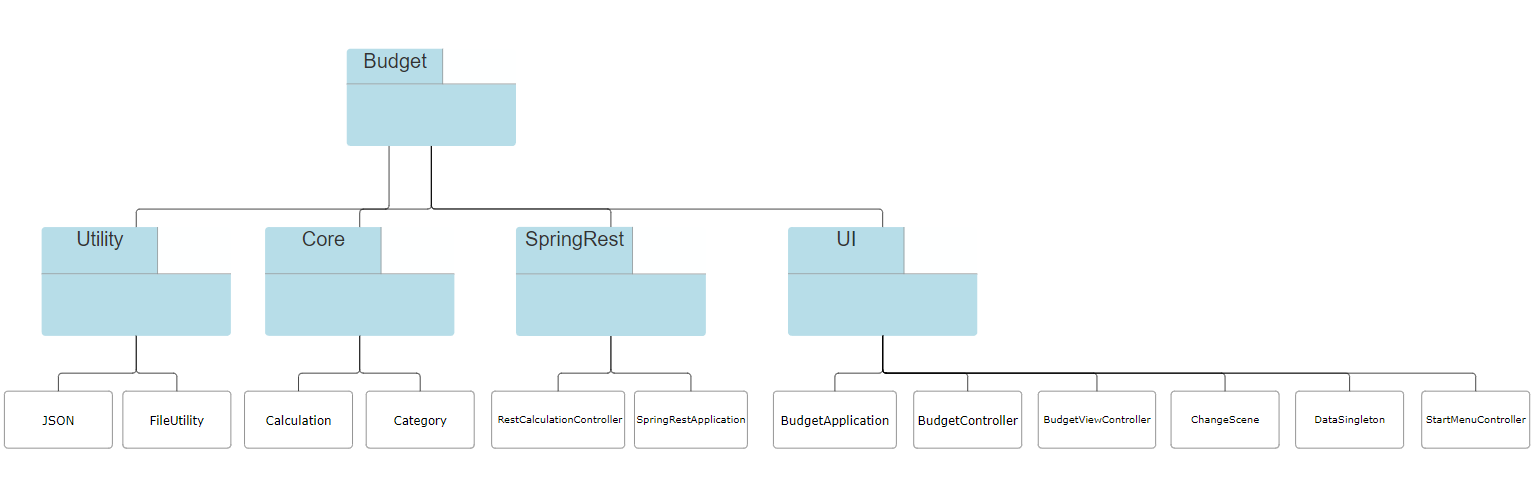 Budget
Utility
Core
SpringRest
UI
JSON
FileUtility
Calculation
Category
RestCalculationController
SpringRestApplication
BudgetApplication
BudgetController
BudgetViewController
ChangeScene
DataSingleton
StartMenuController